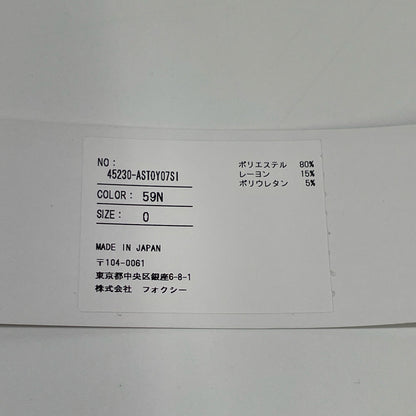 NO:
45230-ASTOY07SI
COLOR: 59N
SIZE: 0
MADE IN JAPAN
〒104-0061
東京都中央区銀座6-8-1
株式会社 フォクシー
ポリエステル 80%
レーヨン 15%
ポリウレタン 5%